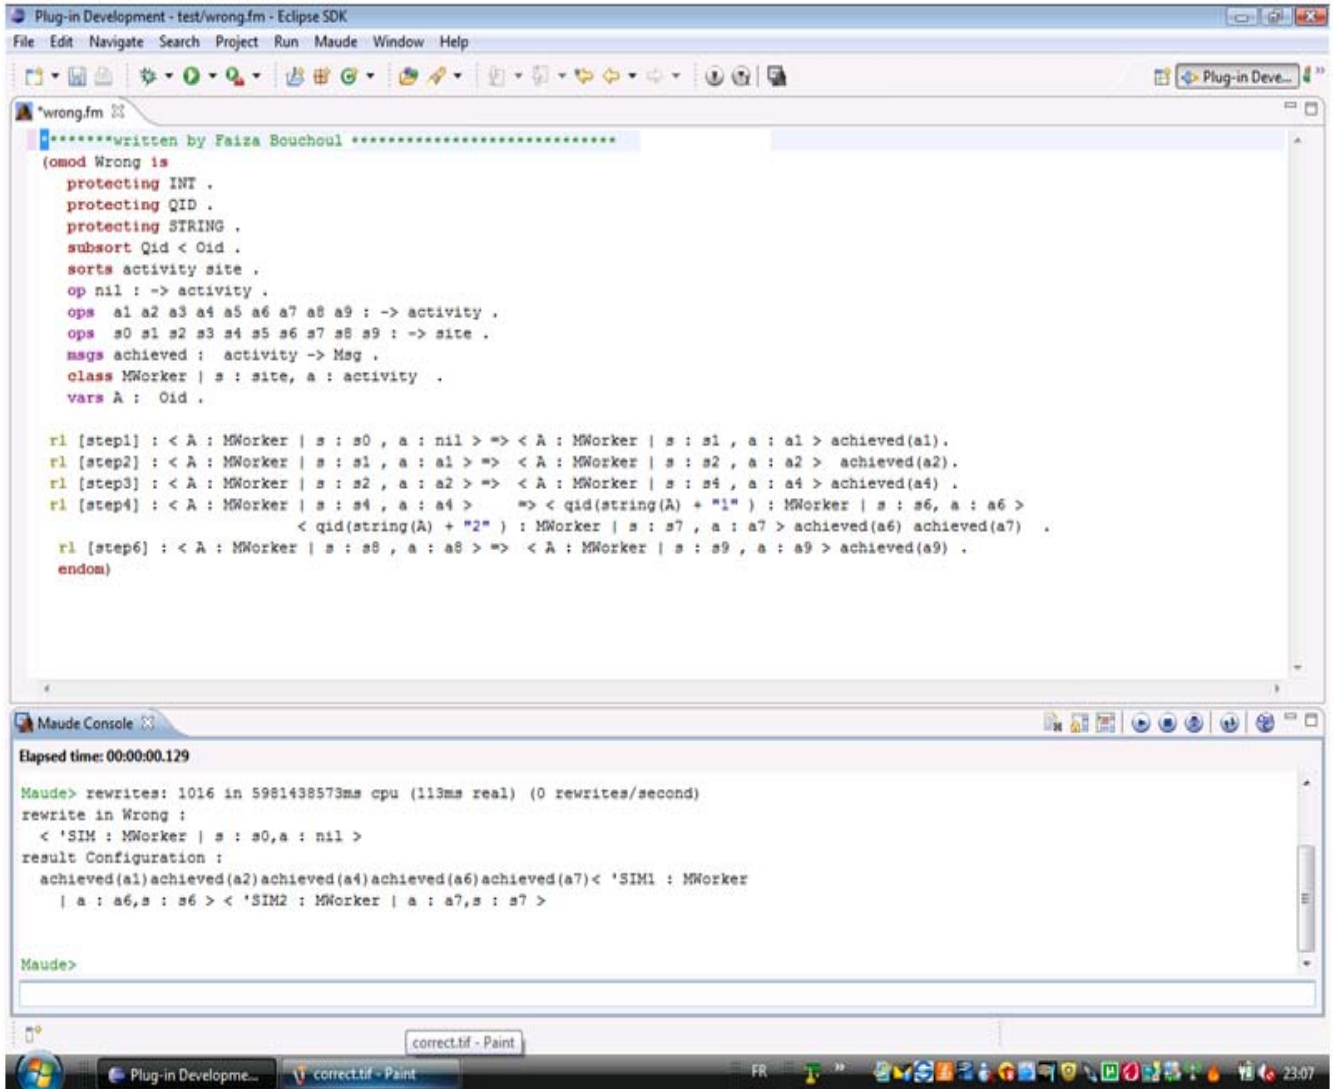 Plug-in Development - test/wrong.fm - Eclipse SDK
File Edit Navigate Search Project Run Maude Window Help
Plug-in Deve...
*wrong.fm
********written by Faiza Bouchoul *****************************
(omod Wrong is
protecting INT .
protecting QID .
protecting STRING .
subsort Qid < Oid .
sorts activity site .
op nil : -> activity .
ops a1 a2 a3 a4 a5 a6 a7 a8 a9 : -> activity .
ops s0 s1 s2 s3 s4 s5 s6 s7 s8 s9 : -> site .
msgs achieved : activity -> Msg .
class MWorker | s : site, a : activity .
vars A : Oid .
rl [step1] : < A : MWorker | s : s0 , a : nil > => < A : MWorker | s : s1 , a : a1 > achieved(a1).
rl [step2] : < A : MWorker | s : s1 , a : a1 > => < A : MWorker | s : s2 , a : a2 > achieved(a2).
rl [step3] : < A : MWorker | s : s2 , a : a2 > => < A : MWorker | s : s4 , a : a4 > achieved(a4) .
rl [step4] : < A : MWorker | s : s4 , a : a4 > => < qid(string(A) + "1" ) : MWorker | s : s6, a : a6 >
< qid(string(A) + "2" ) : MWorker | s : s7 , a : a7 > achieved(a6) achieved(a7) .
rl [step6] : < A : MWorker | s : s8 , a : a8 > => < A : MWorker | s : s9 , a : a9 > achieved(a9) .
endom)
Maude Console
Elapsed time: 00:00:00.129
Maude> rewrites: 1016 in 5981438573ms cpu (113ms real) (0 rewrites/second)
rewrite in Wrong :
< 'SIM : MWorker | s : s0,a : nil >
result Configuration :
achieved(a1)achieved(a2)achieved(a4)achieved(a6)achieved(a7)< 'SIM1 : MWorker
| a : a6,s : s6 > < 'SIM2 : MWorker | a : a7,s : s7 >
Maude>
correct.tif - Paint
Plug-in Developme...
correct.tif - Paint
FR
23:07